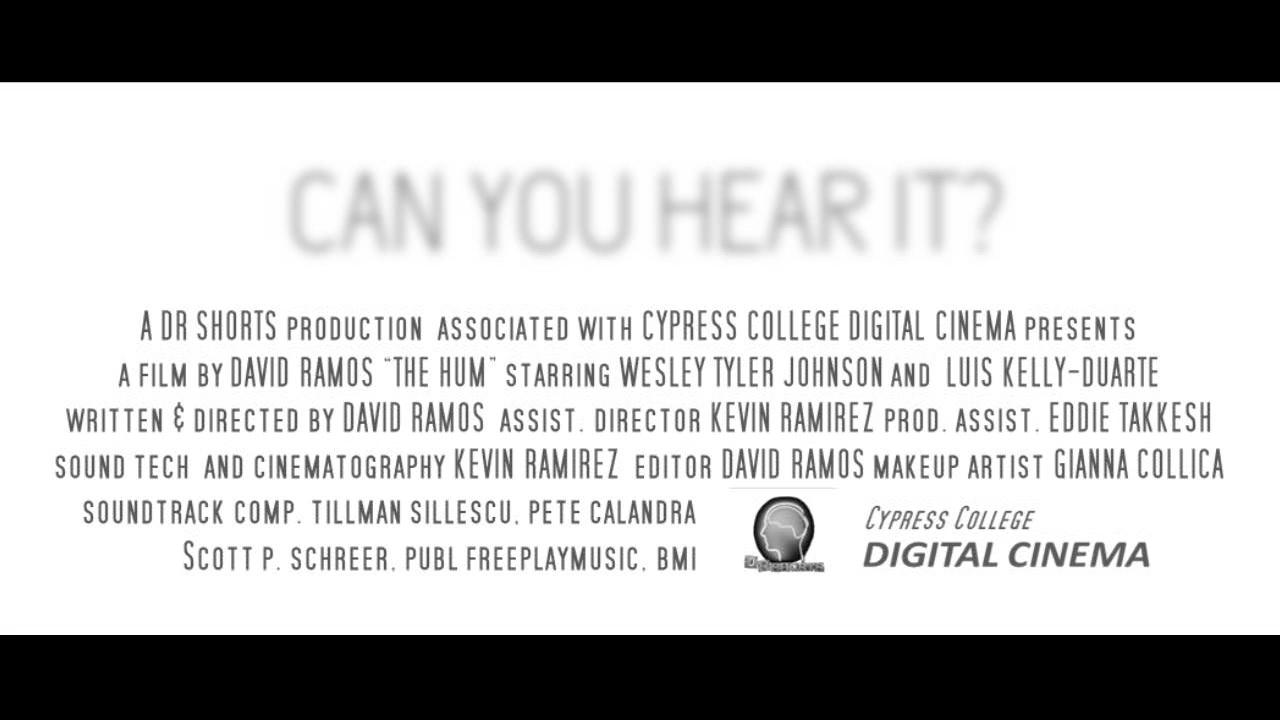 CAN YOU HEAR IT?
A DR SHORTS PRODUCTION ASSOCIATED WITH CYPRESS COLLEGE DIGITAL CINEMA PRESENTS
A FILM BY DAVID RAMOS "THE HUM" STARRING WESLEY TYLER JOHNSON AND LUIS KELLY-DUARTE
WRITTEN & DIRECTED BY DAVID RAMOS ASSIST. DIRECTOR KEVIN RAMIREZ PROD. ASSIST. EDDIE TAKKESH
SOUND TECH AND CINEMATOGRAPHY KEVIN RAMIREZ EDITOR DAVID RAMOS MAKEUP ARTIST GIANNA COLLICA
SOUNDTRACK COMP. TILLMAN SILLESCU, PETE CALANDRA
SCOTT P. SCHREER, PUBL FREEPLAYMUSIC, BMI
CYPRESS COLLEGE
DIGITAL CINEMA